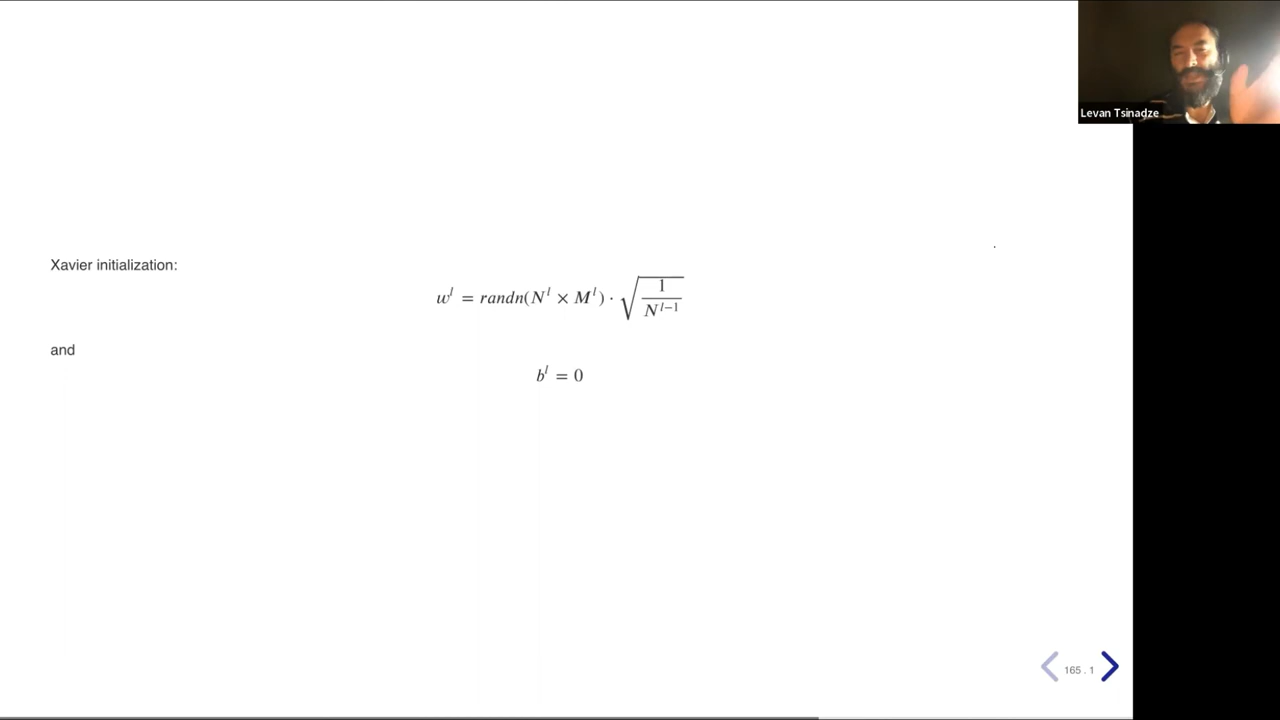 Levan Tsinadze
Xavier initialization:
w^l = randn(N^l × M^l) · √(1/N^{l−1})
and
b^l = 0
165 . 1